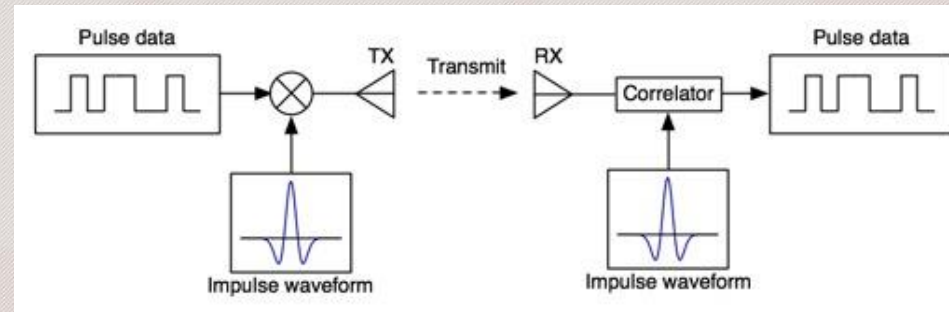 Pulse data
TX
Transmit
RX
Correlator
Pulse data
Impulse waveform
Impulse waveform